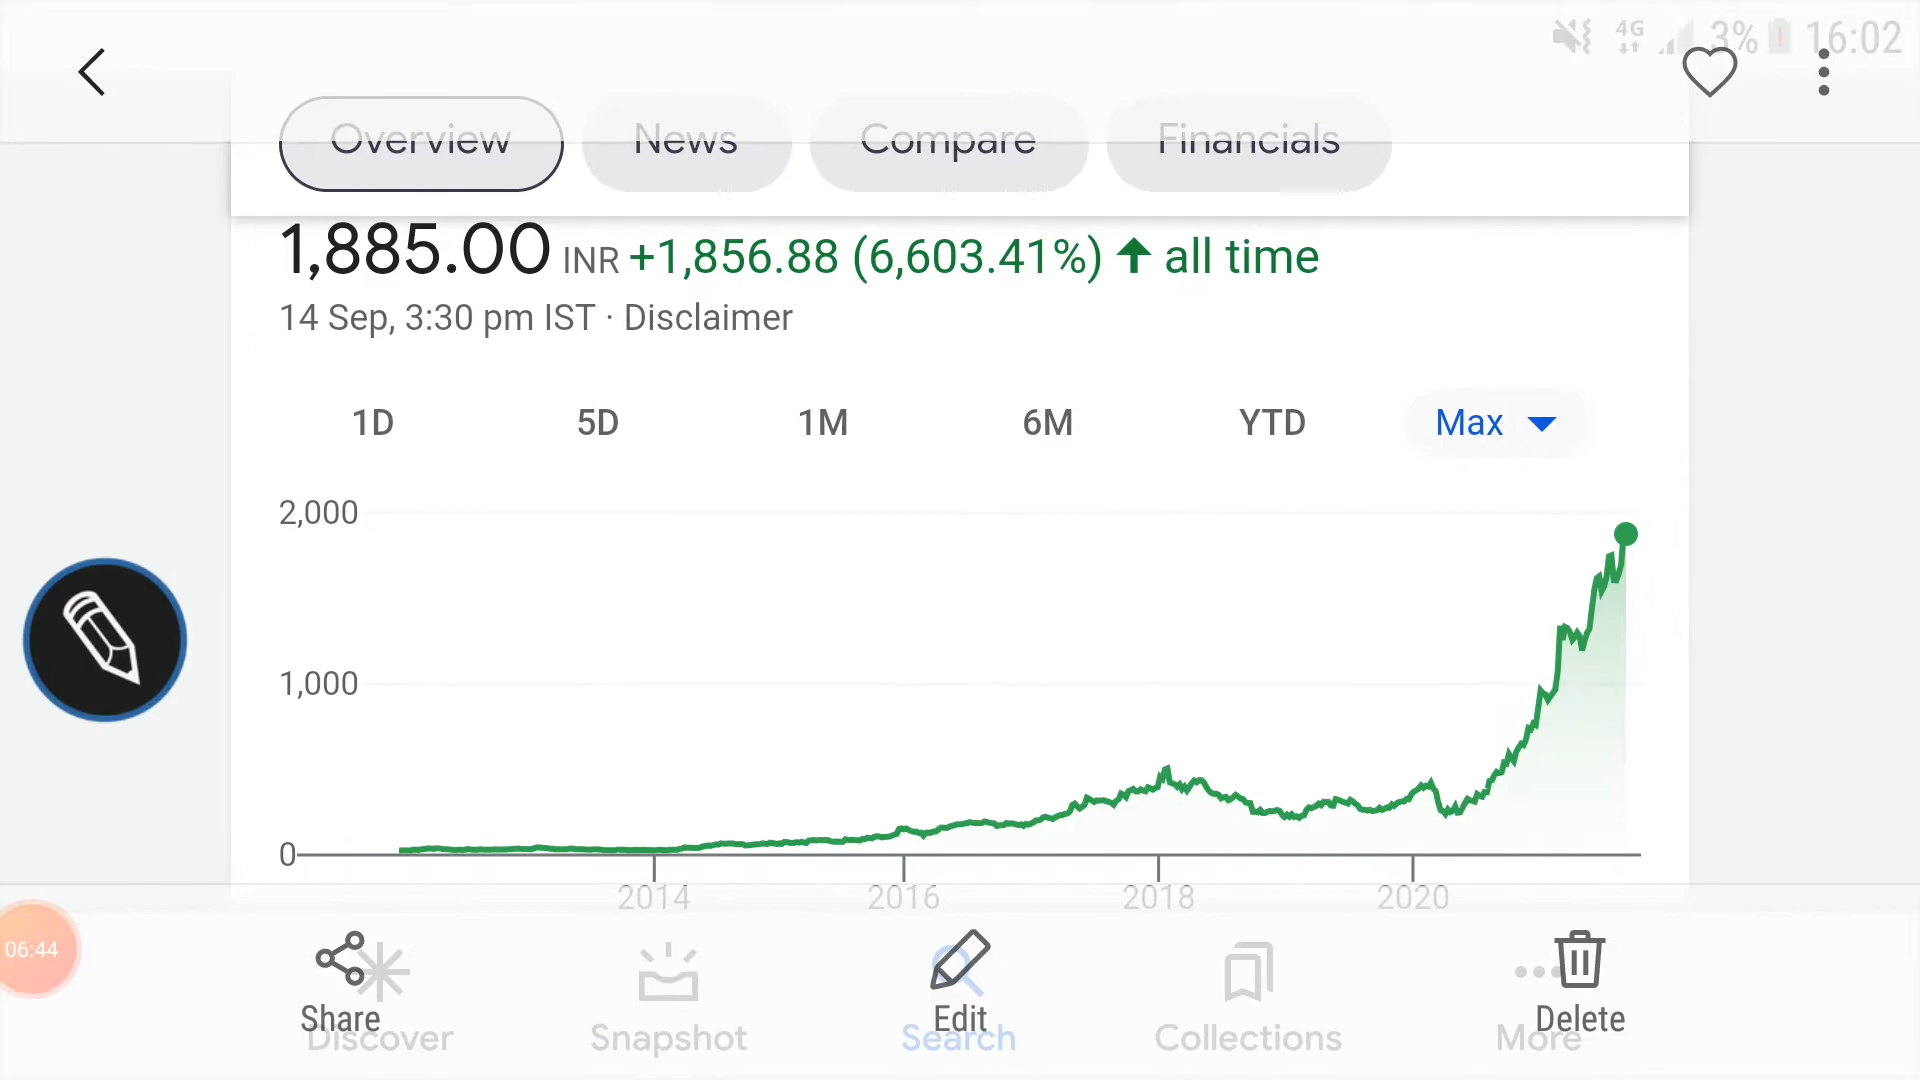 4G 3% 16:02
Overview News Compare Financials
1,885.00 INR +1,856.88 (6,603.41%) ↑ all time
14 Sep, 3:30 pm IST · Disclaimer
1D 5D 1M 6M YTD Max
2,000
1,000
0
2014 2016 2018 2020
06:44
Share Edit Delete
Discover Snapshot Search Collections More